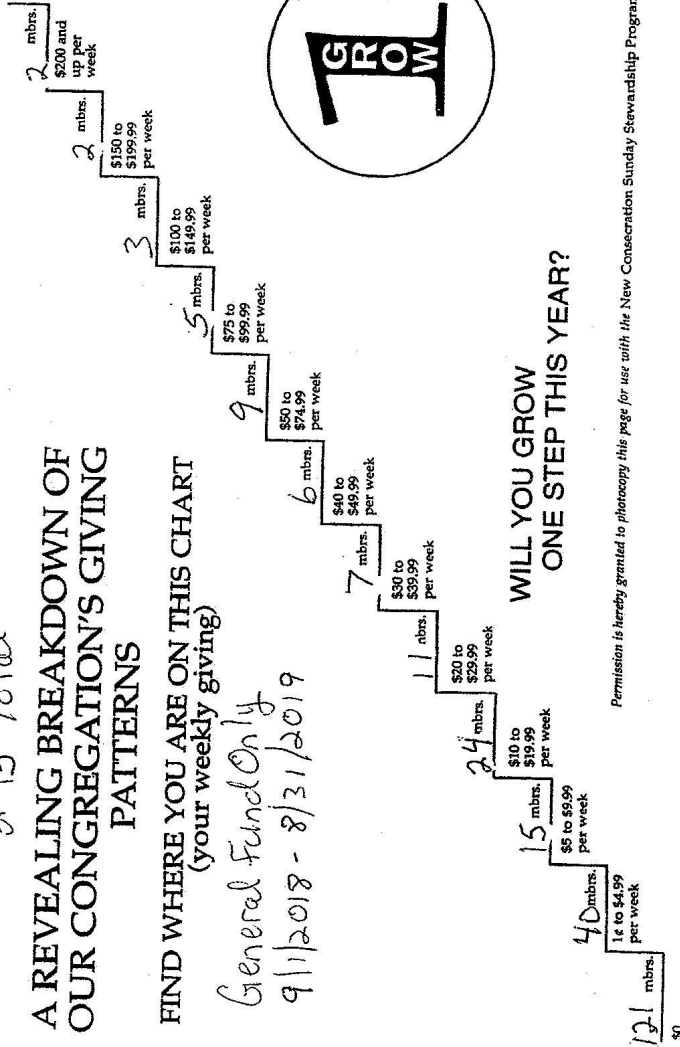 Total
A REVEALING BREAKDOWN OF
OUR CONGREGATION'S GIVING
PATTERNS
FIND WHERE YOU ARE ON THIS CHART
(your weekly giving)
General Fund Only
9/1/2018 - 8/31/2019
2 mbrs.
$200 and
up per
week
2 mbrs.
$150 to
$199.99
per week
3 mbrs.
$100 to
$149.99
per week
5 mbrs.
$75 to
$99.99
per week
9 mbrs.
$50 to
$74.99
per week
6 mbrs.
$40 to
$49.99
per week
7 mbrs.
$30 to
$39.99
per week
11 mbrs.
$20 to
$29.99
per week
24 mbrs.
$10 to
$19.99
per week
15 mbrs.
$5 to $9.99
per week
40 mbrs.
1¢ to $4.99
per week
121 mbrs.
$0
1
GROW
WILL YOU GROW
ONE STEP THIS YEAR?
Permission is hereby granted to photocopy this page for use with the New Consecration Sunday Stewardship Program